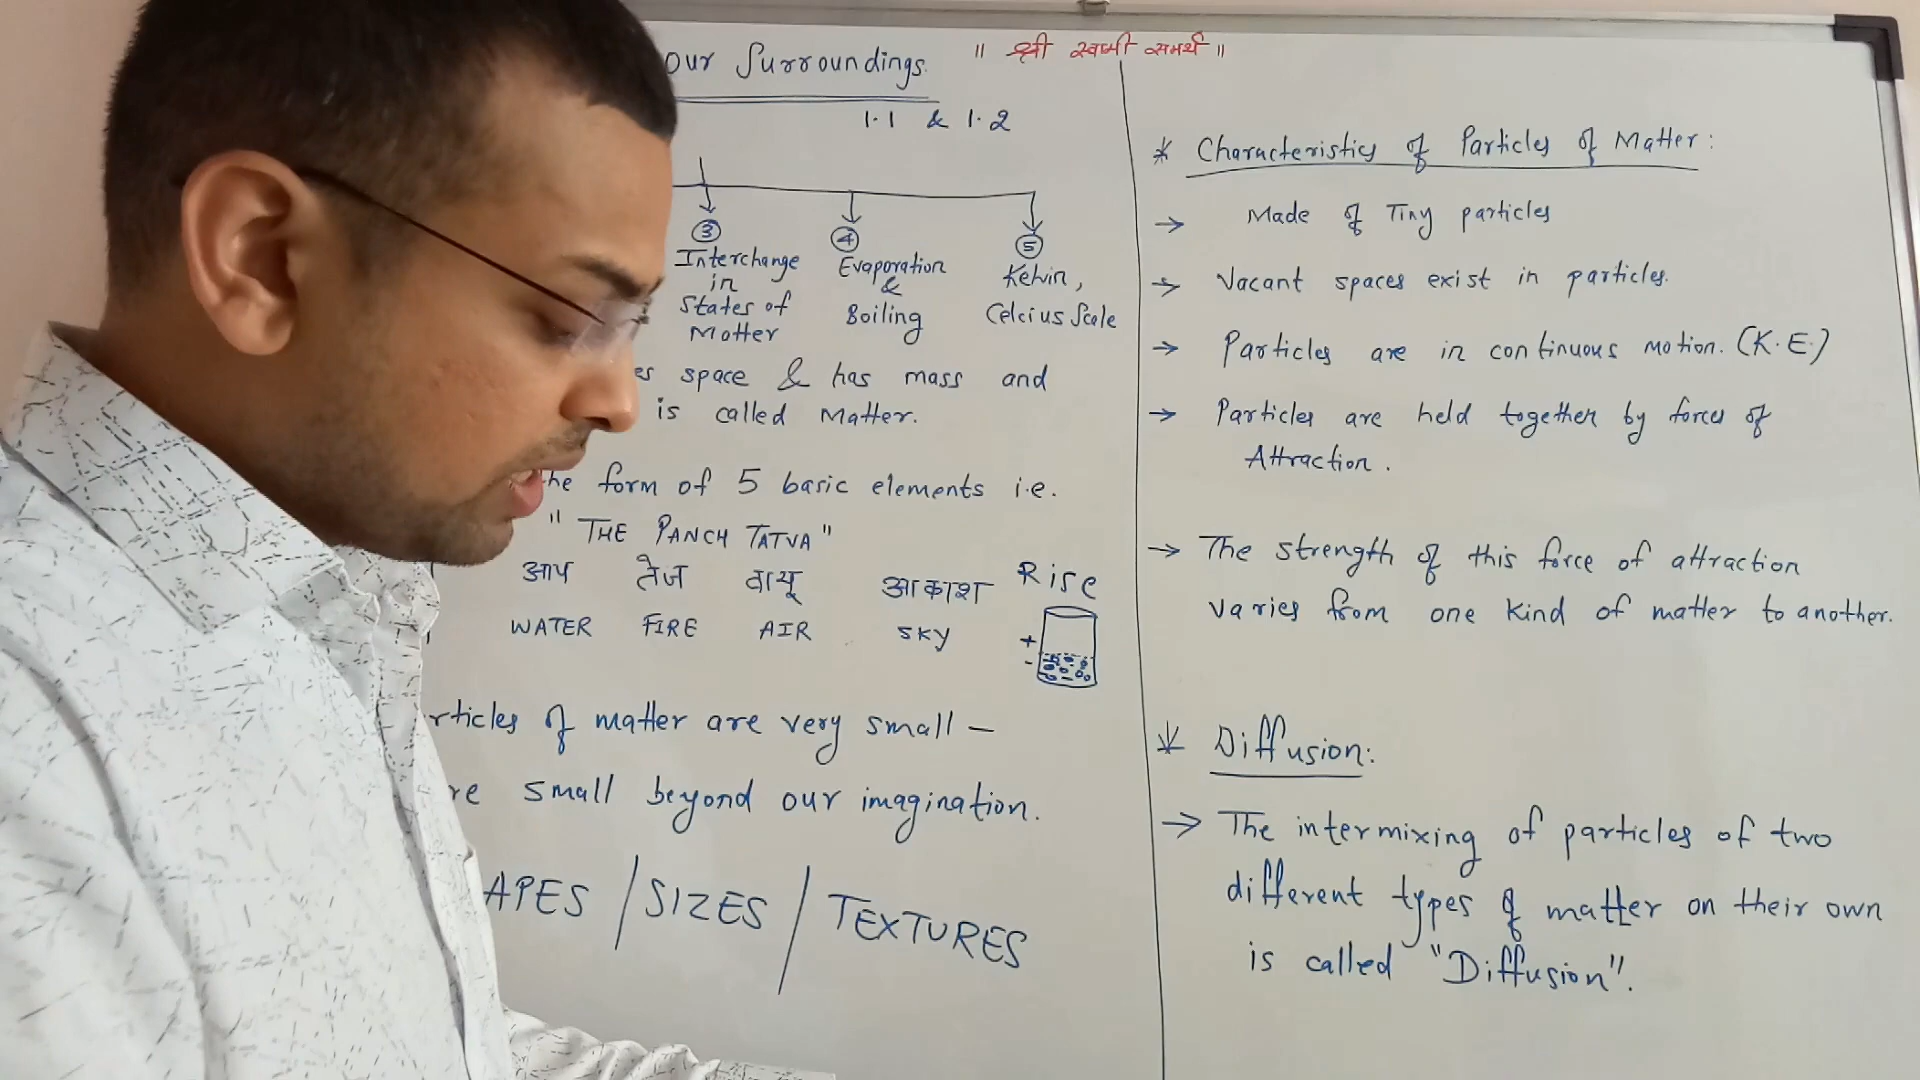 our Surroundings.
" श्री स्वामी समर्थ "
1.1 & 1.2
3
Interchange
in
States of
Matter
4
Evaporation
&
Boiling
5
Kelvin,
Celcius Scale
es space & has mass and
is called Matter.
he form of 5 basic elements i.e.
" THE PANCH TATVA "
आप तेज वायू आकाश
WATER FIRE AIR SKY
Rise
+
-
rticles of matter are very small –
re small beyond our imagination.
APES / SIZES / TEXTURES
* Characteristics of Particles of Matter:
→ Made of Tiny particles
→ Vacant spaces exist in particles.
→ Particles are in continuous motion. (K.E.)
→ Particles are held together by forces of
Attraction.
→ The strength of this force of attraction
varies from one kind of matter to another.
* Diffusion:
→ The intermixing of particles of two
different types of matter on their own
is called "Diffusion".